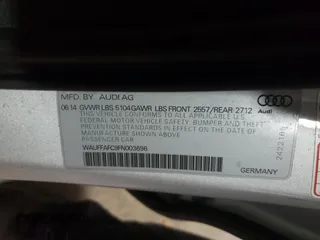 MFD BY AUDI AG
06 14 GVWR LBS 5104 GAWR LBS FRONT 2657/REAR 2712
THIS VEHICLE CONFORMS TO ALL APPLICABLE
FEDERAL MOTOR VEHICLE SAFETY, BUMPER, AND
THEFT PREVENTION STANDARDS IN EFFECT ON
THE DATE OF MANUFACTURE SHOWN ABOVE.
PASSENGER CAR
WAUFFAFC9FN003696
Audi
GERMANY